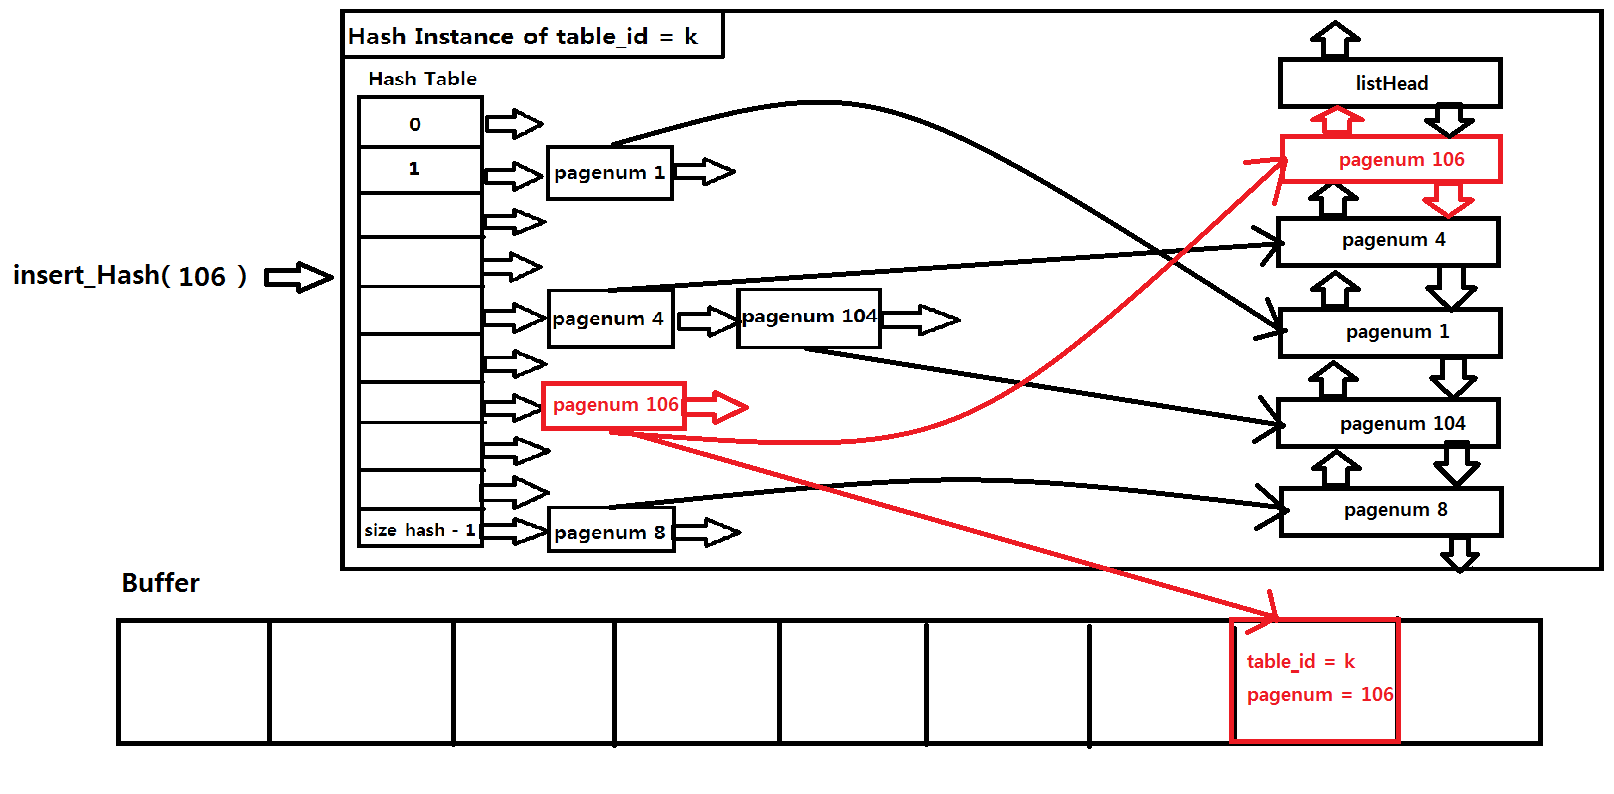 Hash Instance of table_id = k
Hash Table
0
1
size hash - 1
insert_Hash( 106 )
pagenum 1
pagenum 4
pagenum 104
pagenum 106
pagenum 8
listHead
pagenum 106
pagenum 4
pagenum 1
pagenum 104
pagenum 8
Buffer
table_id = k
pagenum = 106